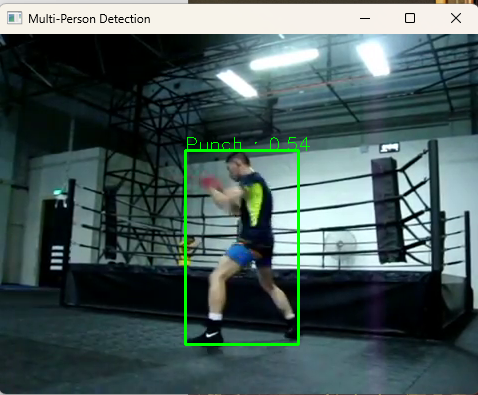 Multi-Person Detection
Punch : 0.54